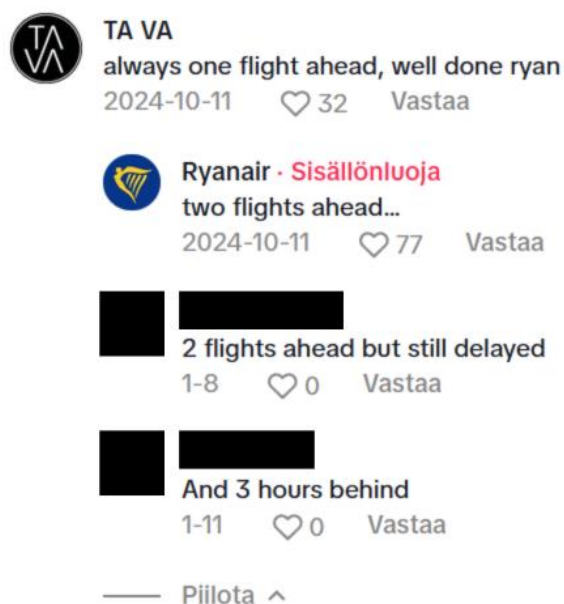 TA VA
TA VA
always one flight ahead, well done ryan
2024-10-11 32 Vastaa
Ryanair · Sisällönluoja
two flights ahead...
2024-10-11 77 Vastaa
2 flights ahead but still delayed
1-8 0 Vastaa
And 3 hours behind
1-11 0 Vastaa
Piilota